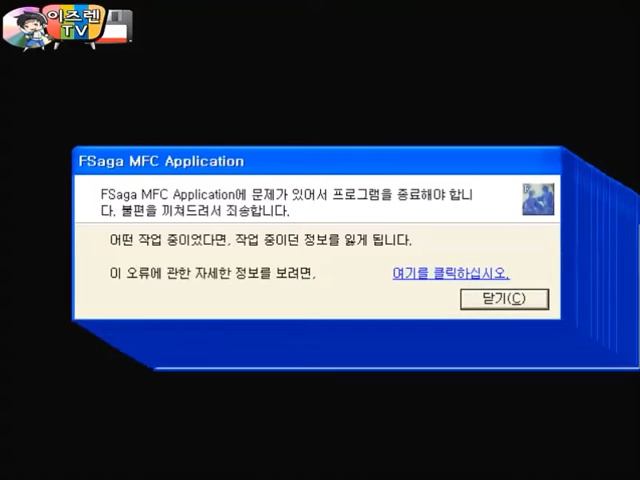 이즈렌
TV
FSaga MFC Application
FSaga MFC Application에 문제가 있어서 프로그램을 종료해야 합니
다. 불편을 끼쳐드려서 죄송합니다.
어떤 작업 중이었다면, 작업 중이던 정보를 잃게 됩니다.
이 오류에 관한 자세한 정보를 보려면, 여기를 클릭하십시오.
닫기(C)